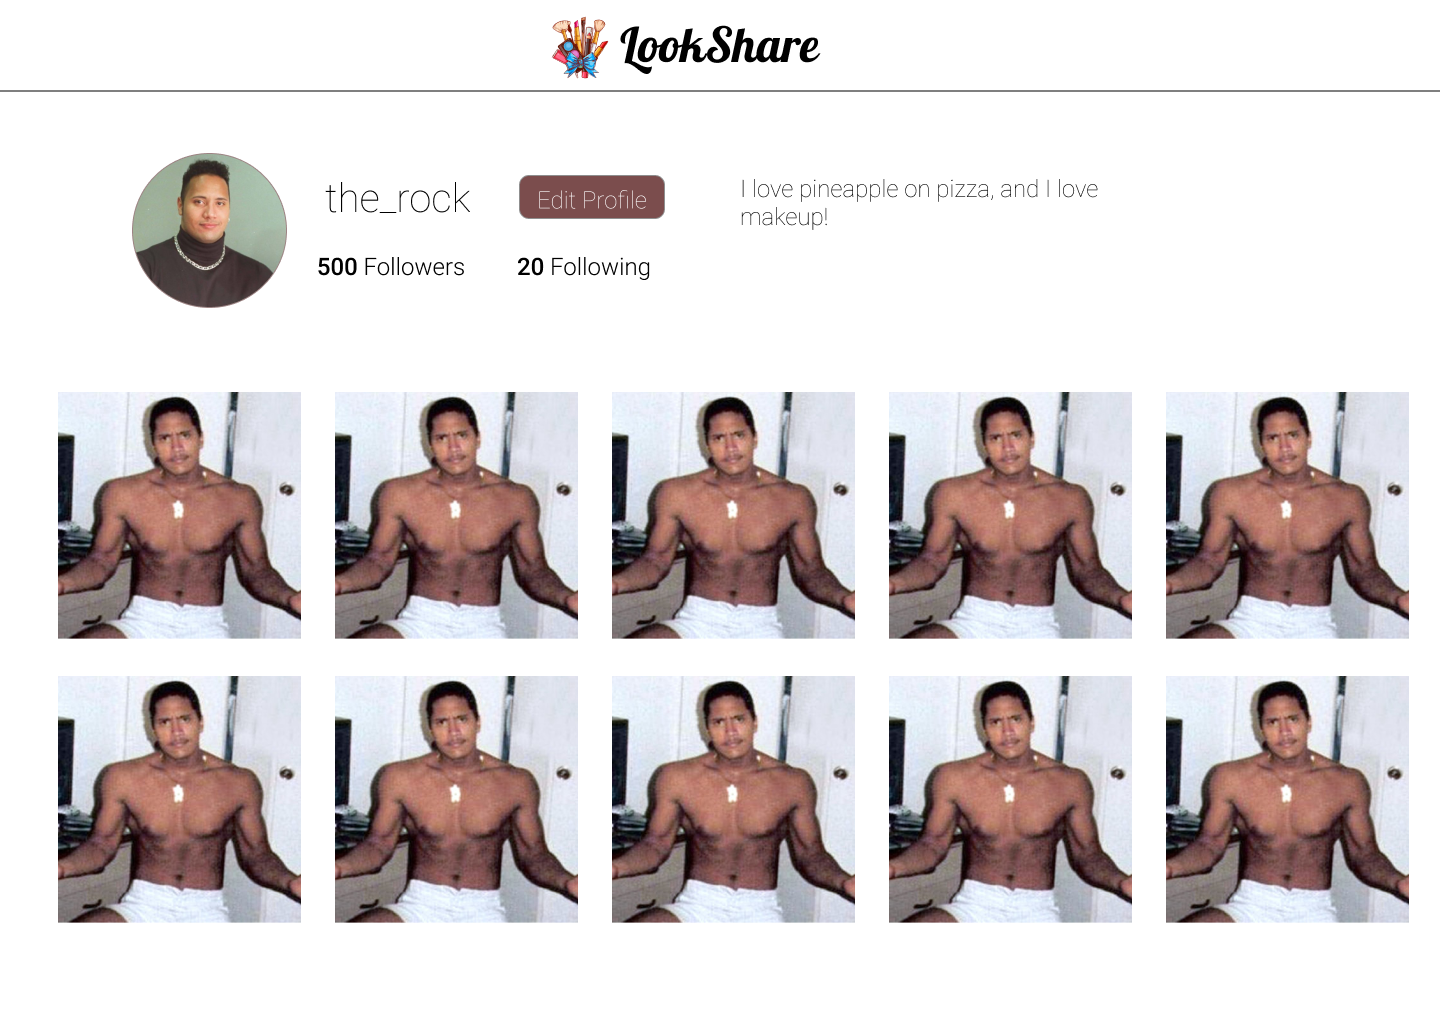 LookShare
the_rock
Edit Profile
I love pineapple on pizza, and I love
makeup!
500 Followers
20 Following